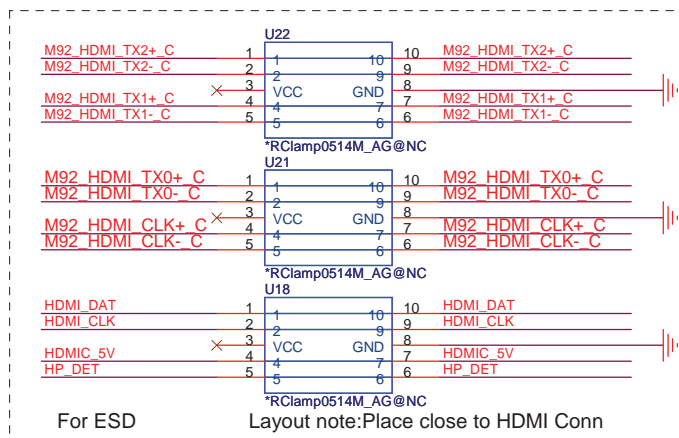 U22
M92_HDMI_TX2+_C 1 1 10 10 M92_HDMI_TX2+_C
M92_HDMI_TX2-_C 2 2 9 9 M92_HDMI_TX2-_C
3 VCC GND 8
M92_HDMI_TX1+_C 4 4 7 7 M92_HDMI_TX1+_C
M92_HDMI_TX1-_C 5 5 6 6 M92_HDMI_TX1-_C
*RClamp0514M_AG@NC
U21
M92_HDMI_TX0+_C 1 1 10 10 M92_HDMI_TX0+_C
M92_HDMI_TX0-_C 2 2 9 9 M92_HDMI_TX0-_C
3 VCC GND 8
M92_HDMI_CLK+_C 4 4 7 7 M92_HDMI_CLK+_C
M92_HDMI_CLK-_C 5 5 6 6 M92_HDMI_CLK-_C
*RClamp0514M_AG@NC
U18
HDMI_DAT 1 1 10 10 HDMI_DAT
HDMI_CLK 2 2 9 9 HDMI_CLK
3 VCC GND 8
HDMIC_5V 4 4 7 7 HDMIC_5V
HP_DET 5 5 6 6 HP_DET
*RClamp0514M_AG@NC
For ESD Layout note:Place close to HDMI Conn